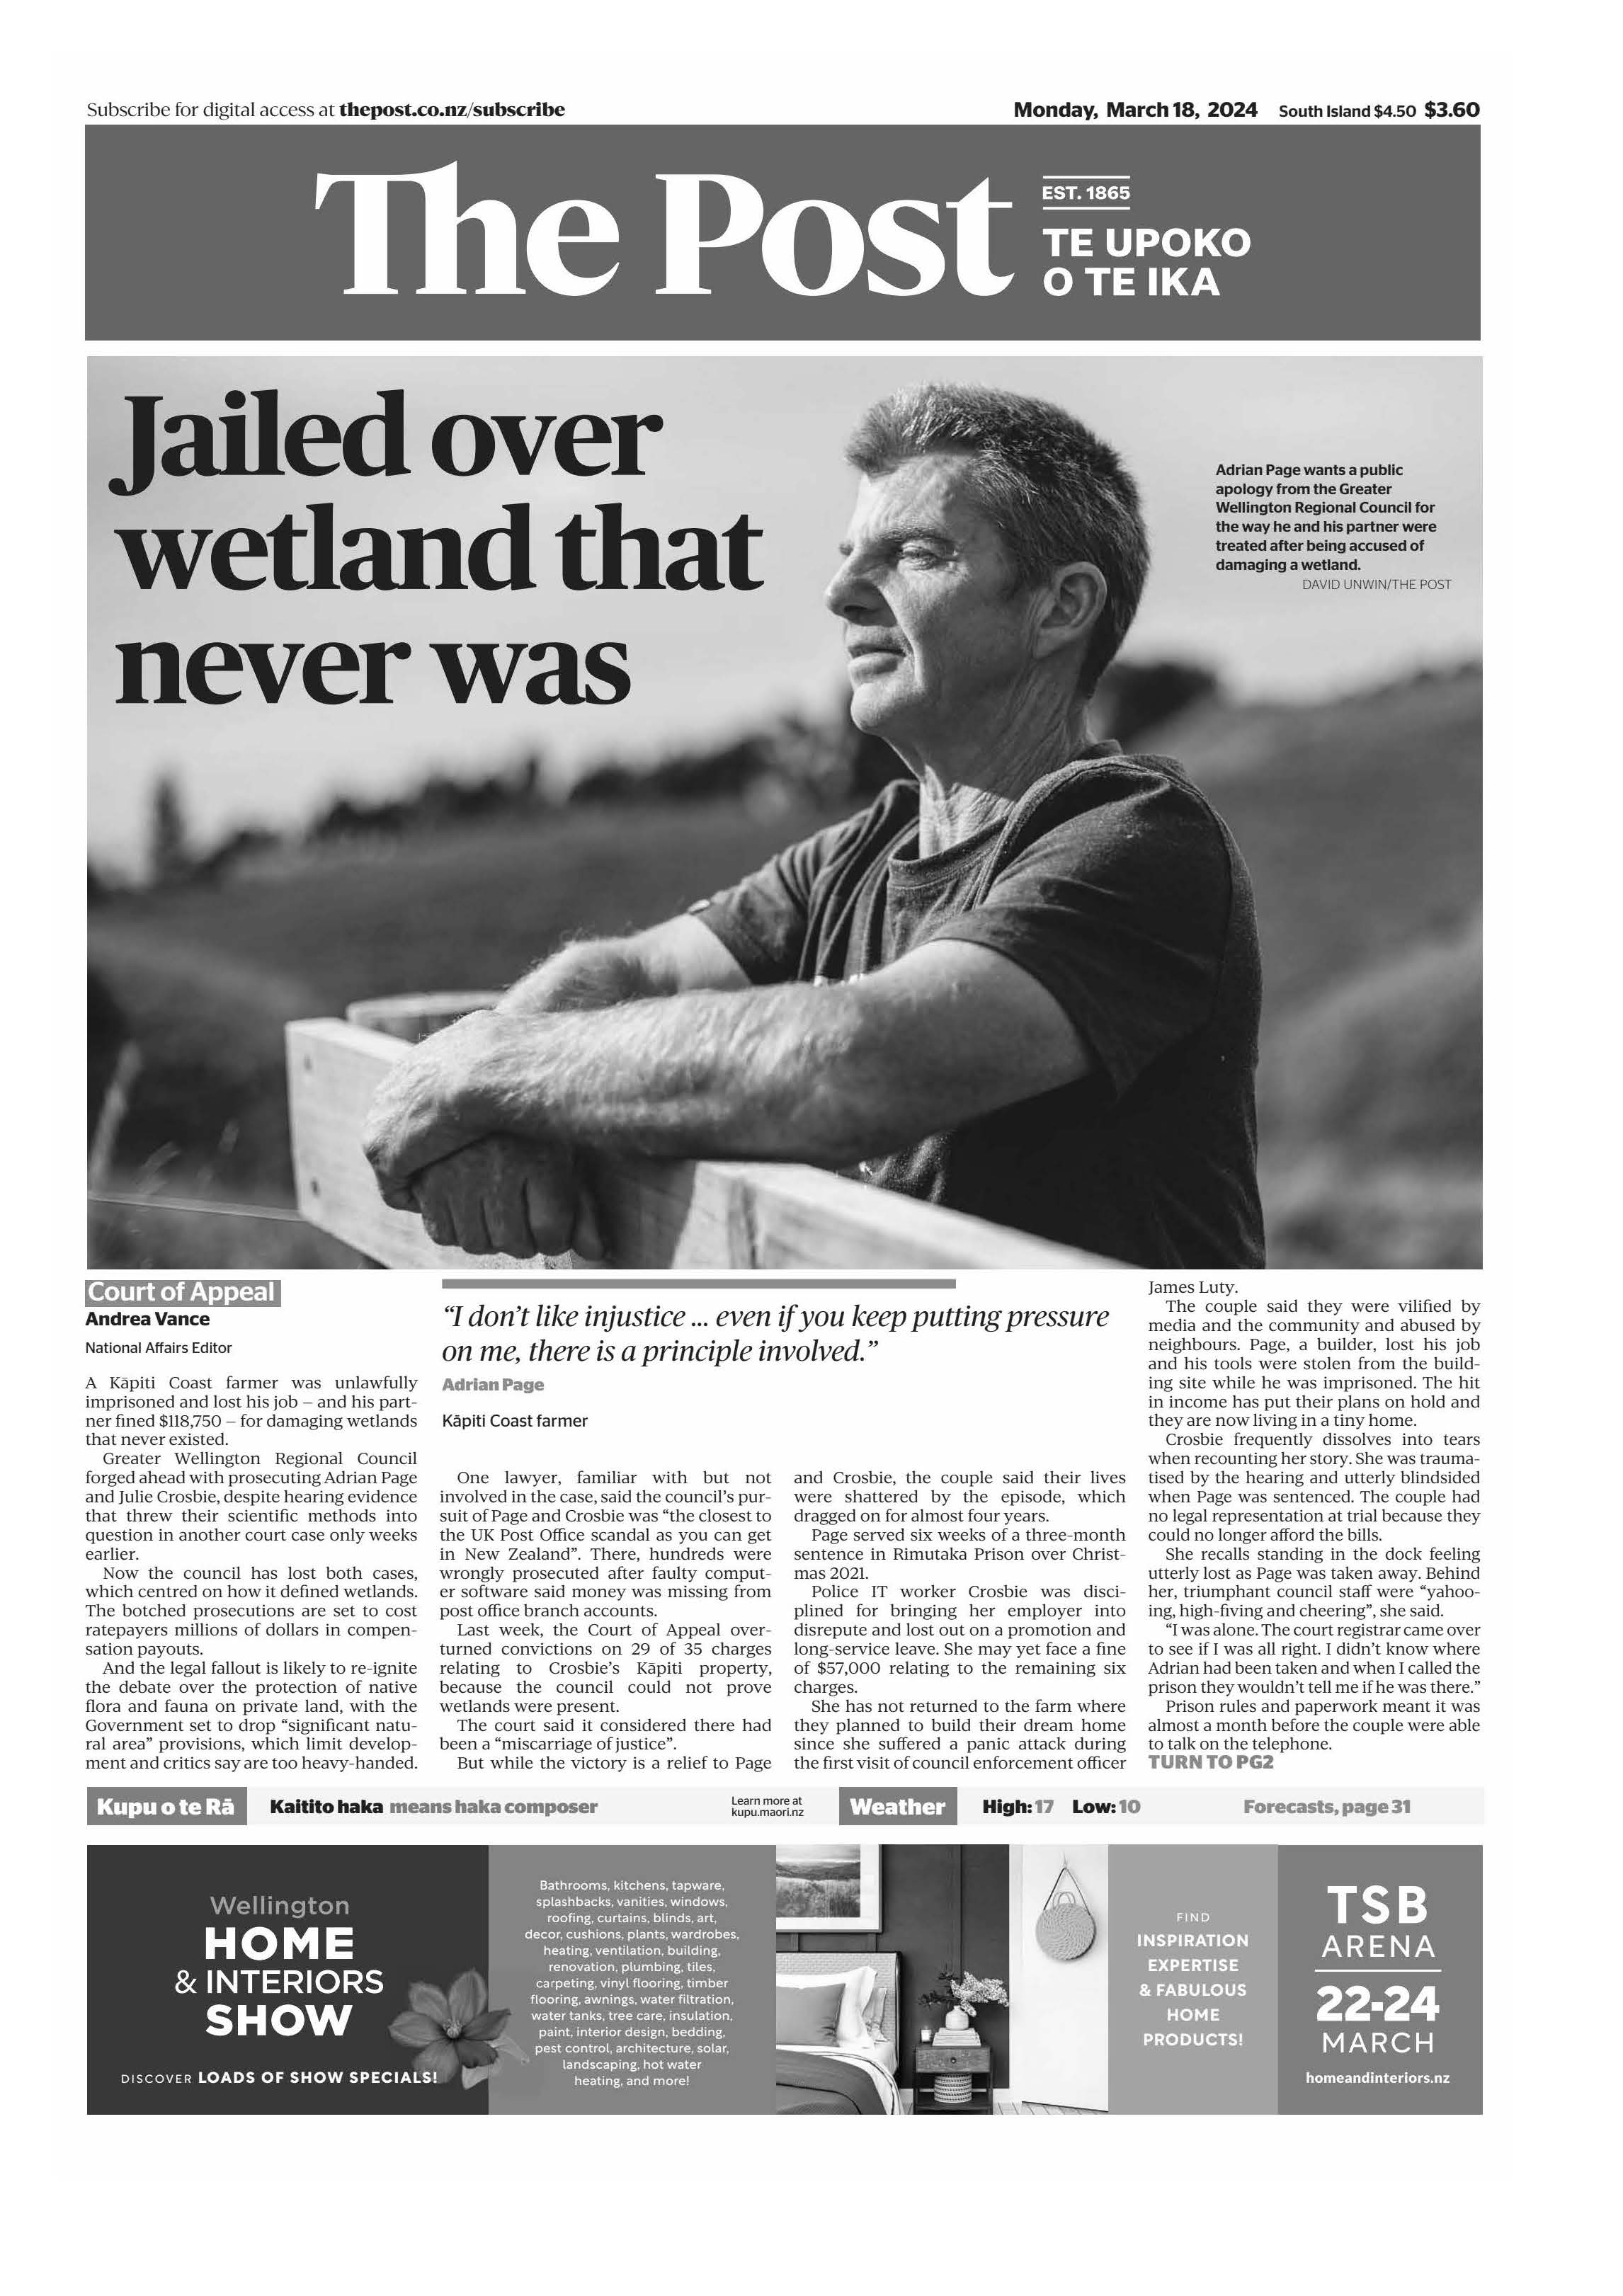 Subscribe for digital access at thepost.co.nz/subscribe
Monday, March 18, 2024 South Island $4.50 $3.60
The Post
EST. 1865
TE UPOKO
O TE IKA
Jailed over
wetland that
never was
Adrian Page wants a public
apology from the Greater
Wellington Regional Council for
the way he and his partner were
treated after being accused of
damaging a wetland.
DAVID UNWIN/THE POST
Court of Appeal
Andrea Vance
National Affairs Editor
A Kāpiti Coast farmer was unlawfully
imprisoned and lost his job – and his part-
ner fined $118,750 – for damaging wetlands
that never existed.
Greater Wellington Regional Council
forged ahead with prosecuting Adrian Page
and Julie Crosbie, despite hearing evidence
that threw their scientific methods into
question in another court case only weeks
earlier.
Now the council has lost both cases,
which centred on how it defined wetlands.
The botched prosecutions are set to cost
ratepayers millions of dollars in compen-
sation payouts.
And the legal fallout is likely to re-ignite
the debate over the protection of native
flora and fauna on private land, with the
Government set to drop “significant natu-
ral area” provisions, which limit develop-
ment and critics say are too heavy-handed.
“I don’t like injustice ... even if you keep putting pressure
on me, there is a principle involved.”
Adrian Page
Kāpiti Coast farmer
One lawyer, familiar with but not
involved in the case, said the council’s pur-
suit of Page and Crosbie was “the closest to
the UK Post Office scandal as you can get
in New Zealand”. There, hundreds were
wrongly prosecuted after faulty comput-
er software said money was missing from
post office branch accounts.
Last week, the Court of Appeal over-
turned convictions on 29 of 35 charges
relating to Crosbie’s Kāpiti property,
because the council could not prove
wetlands were present.
The court said it considered there had
been a “miscarriage of justice”.
But while the victory is a relief to Page
and Crosbie, the couple said their lives
were shattered by the episode, which
dragged on for almost four years.
Page served six weeks of a three-month
sentence in Rimutaka Prison over Christ-
mas 2021.
Police IT worker Crosbie was disci-
plined for bringing her employer into
disrepute and lost out on a promotion and
long-service leave. She may yet face a fine
of $57,000 relating to the remaining six
charges.
She has not returned to the farm where
they planned to build their dream home
since she suffered a panic attack during
the first visit of council enforcement officer
James Luty.
The couple said they were vilified by
media and the community and abused by
neighbours. Page, a builder, lost his job
and his tools were stolen from the build-
ing site while he was imprisoned. The hit
in income has put their plans on hold and
they are now living in a tiny home.
Crosbie frequently dissolves into tears
when recounting her story. She was trauma-
tised by the hearing and utterly blindsided
when Page was sentenced. The couple had
no legal representation at trial because they
could no longer afford the bills.
She recalls standing in the dock feeling
utterly lost as Page was taken away. Behind
her, triumphant council staff were “yahoo-
ing, high-fiving and cheering”, she said.
“I was alone. The court registrar came over
to see if I was all right. I didn’t know where
Adrian had been taken and when I called the
prison they wouldn’t tell me if he was there.”
Prison rules and paperwork meant it was
almost a month before the couple were able
to talk on the telephone.
TURN TO PG2
Kupu o te Rā
Kaitito haka means haka composer
Learn more at
kupu.maori.nz
Weather
High: 17 Low: 10
Forecasts, page 31
Wellington
HOME
& INTERIORS
SHOW
DISCOVER LOADS OF SHOW SPECIALS!
Bathrooms, kitchens, tapware,
splashbacks, vanities, windows,
roofing, curtains, blinds, art,
decor, cushions, plants, wardrobes,
heating, ventilation, building,
renovation, plumbing, tiles,
carpeting, vinyl flooring, timber
flooring, awnings, water filtration,
water tanks, tree care, insulation,
paint, interior design, bedding,
pest control, architecture, solar,
landscaping, hot water
heating, and more!
FIND
INSPIRATION
EXPERTISE
& FABULOUS
HOME
PRODUCTS!
TSB
ARENA
22-24
MARCH
homeandinteriors.nz